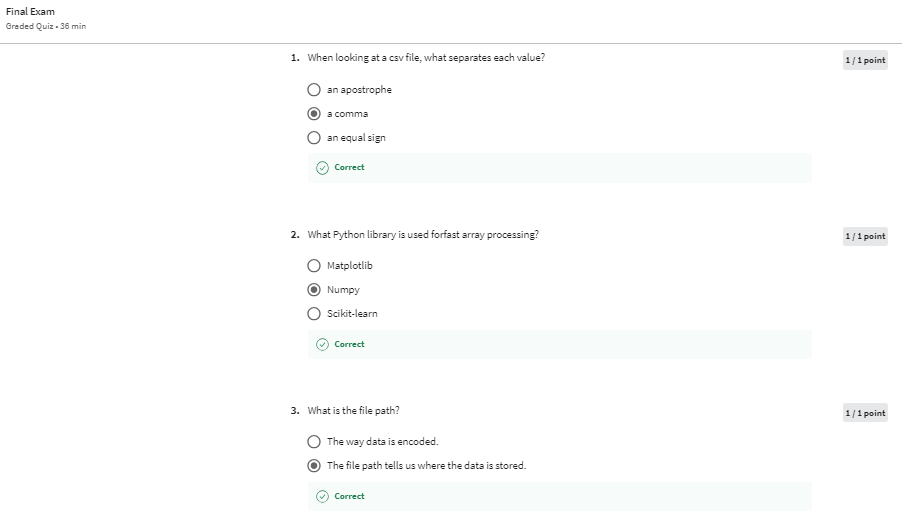 Final Exam
Graded Quiz • 36 min
1. When looking at a csv file, what separates each value?
1 / 1 point
an apostrophe
a comma
an equal sign
Correct
2. What Python library is used forfast array processing?
1 / 1 point
Matplotlib
Numpy
Scikit-learn
Correct
3. What is the file path?
1 / 1 point
The way data is encoded.
The file path tells us where the data is stored.
Correct